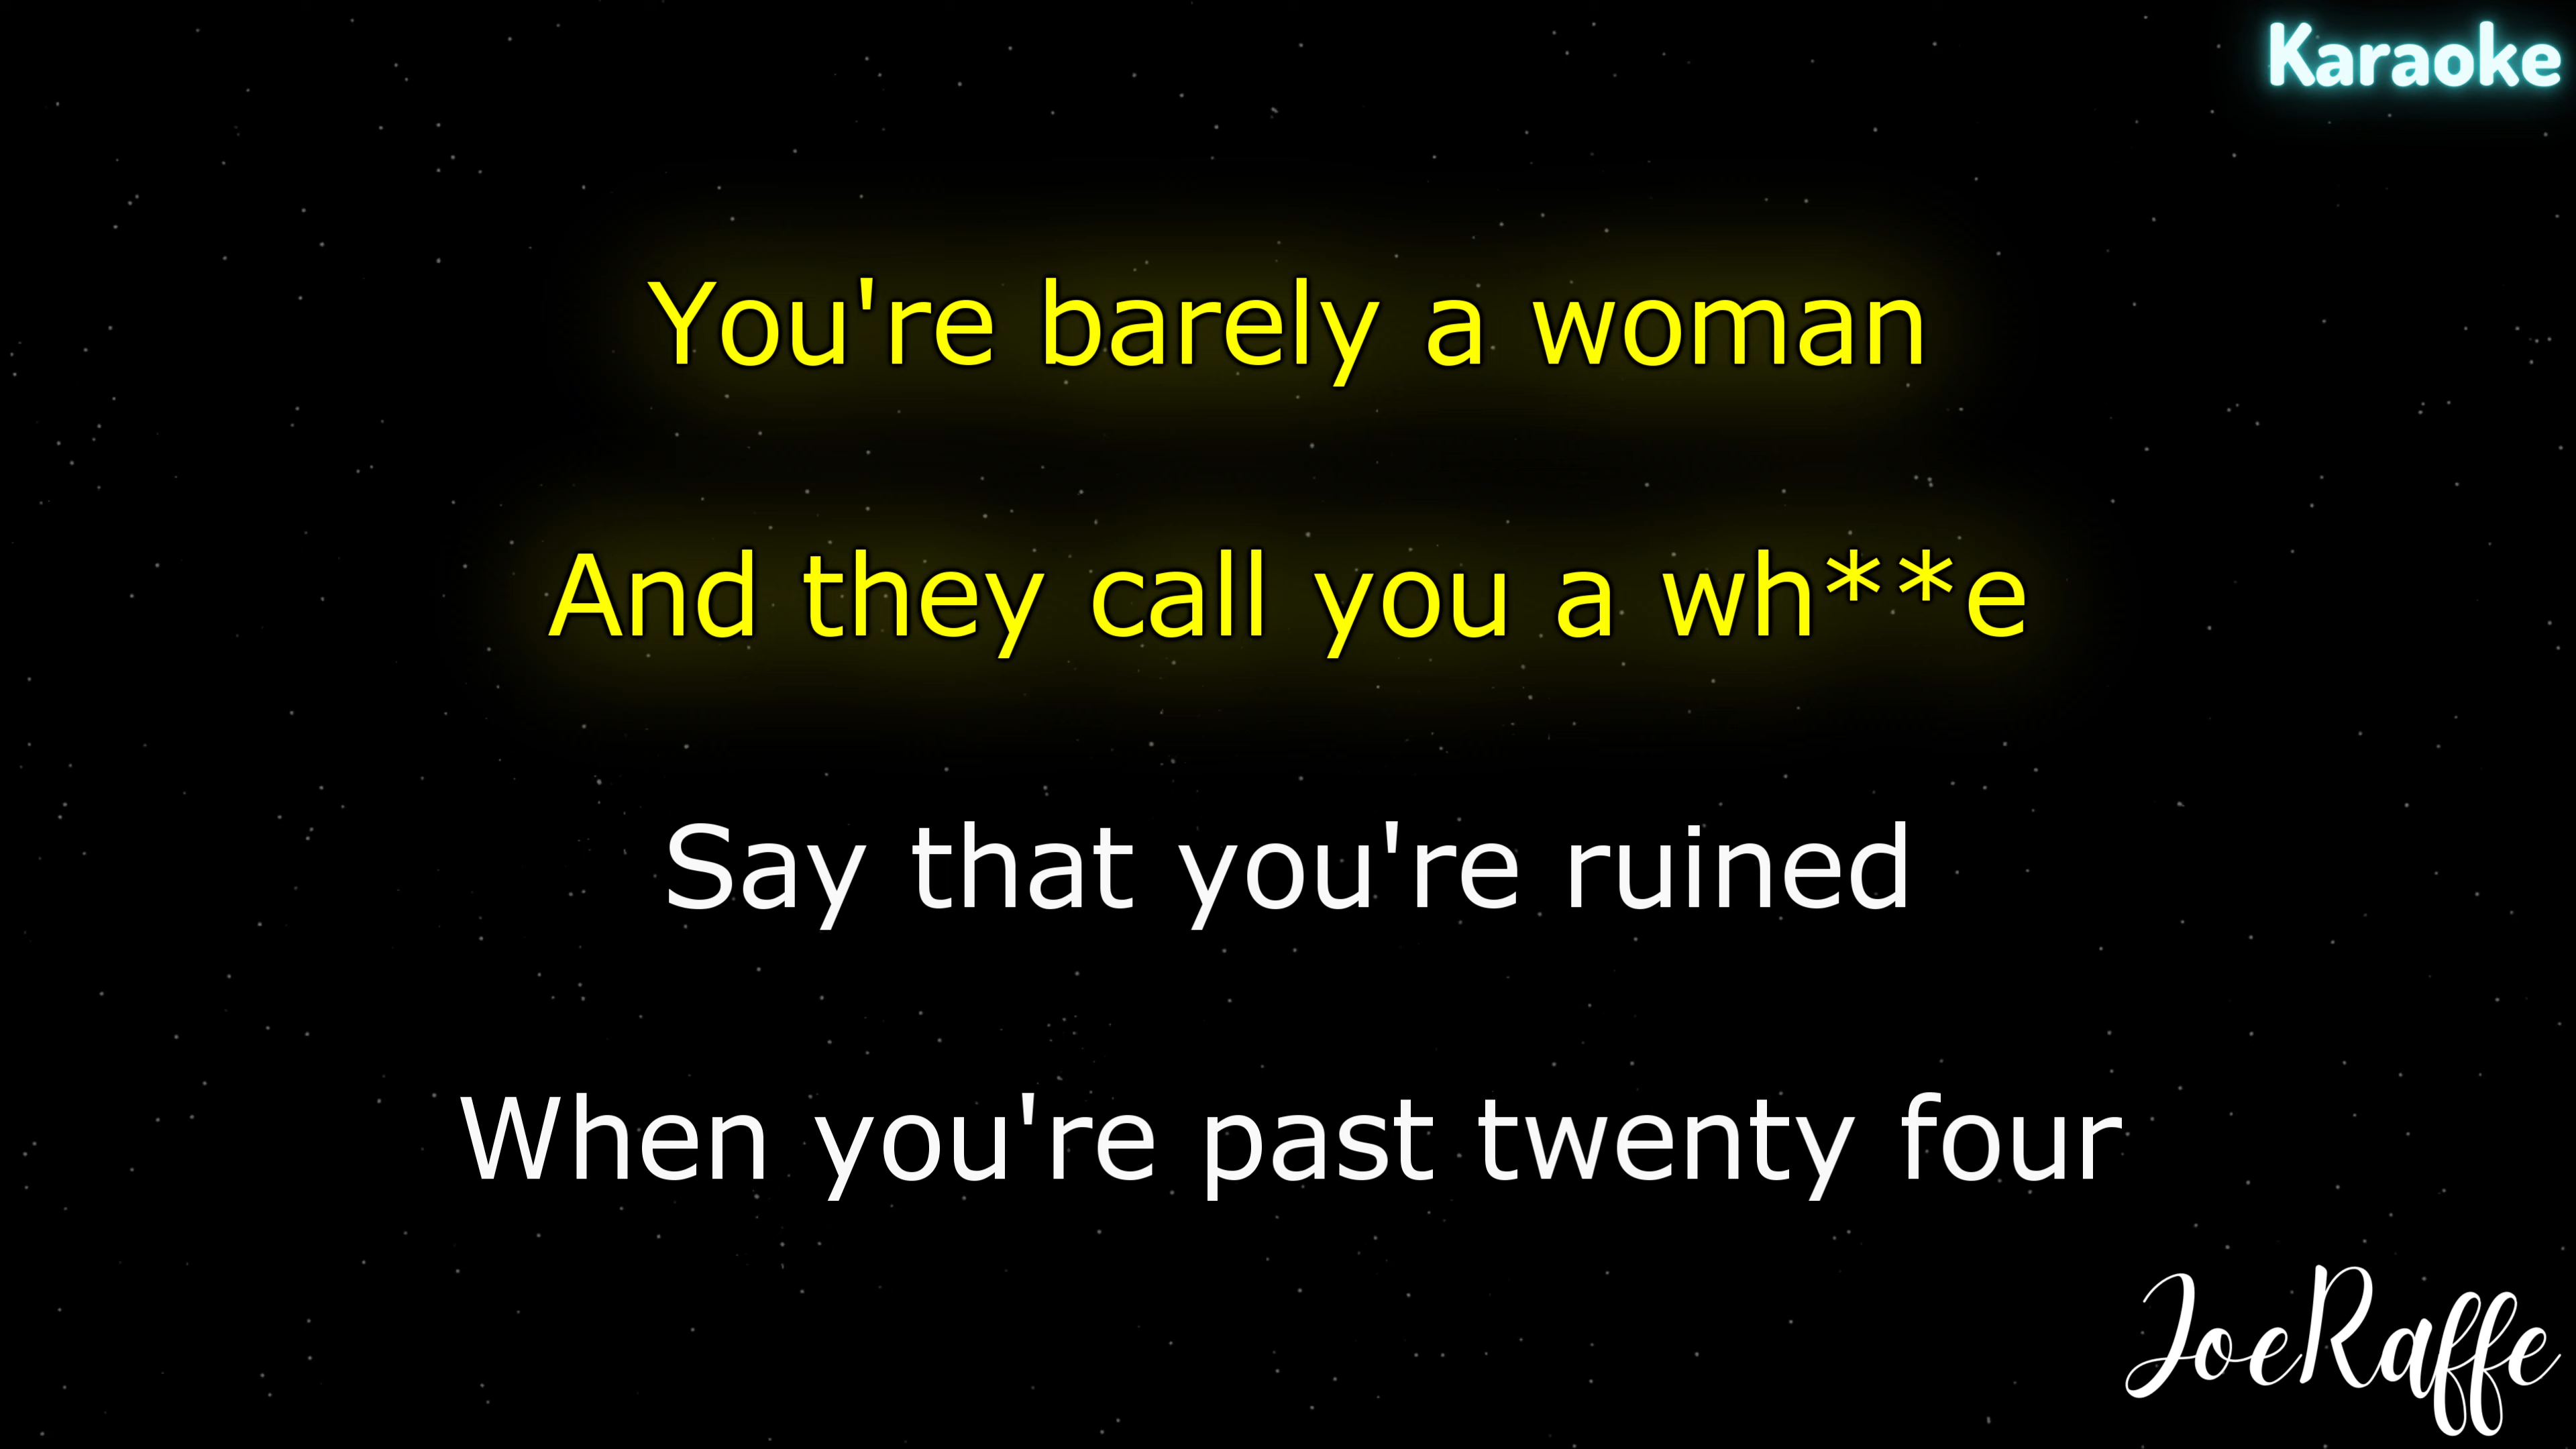 Karaoke
You're barely a woman
And they call you a wh**e
Say that you're ruined
When you're past twenty four
JoeRaffe